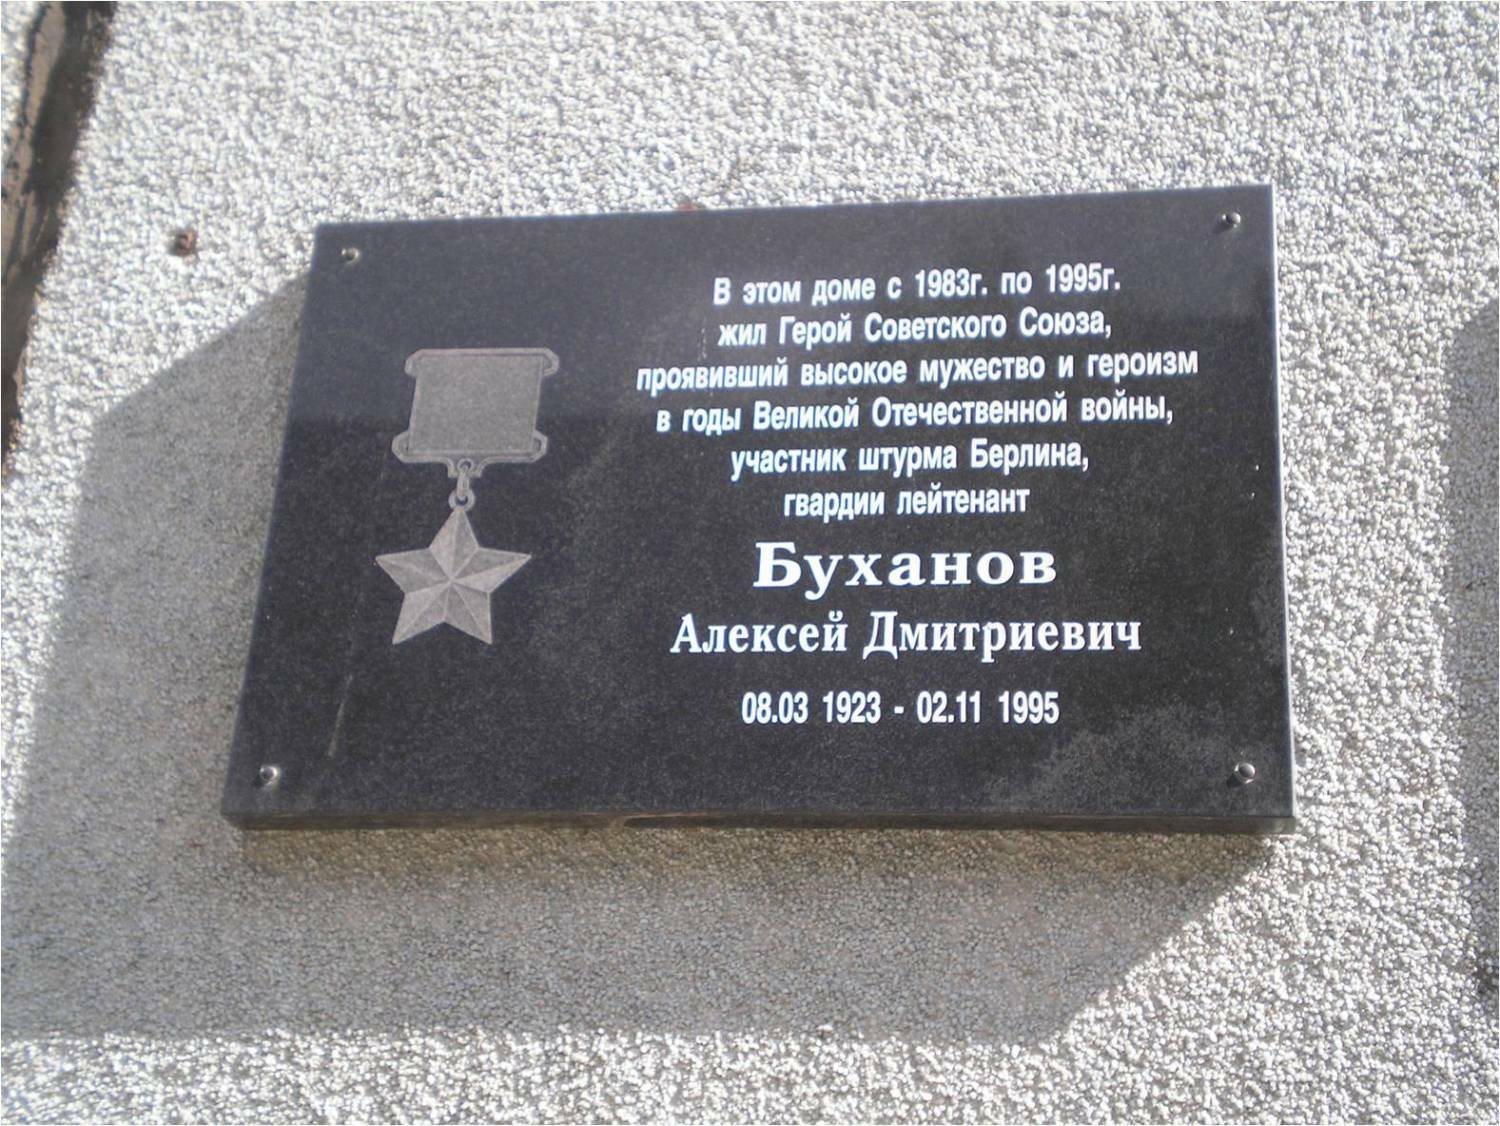 В этом доме с 1983г. по 1995г.
жил Герой Советского Союза,
проявивший высокое мужество и героизм
в годы Великой Отечественной войны,
участник штурма Берлина,
гвардии лейтенант
Буханов
Алексей Дмитриевич
08.03 1923 - 02.11 1995